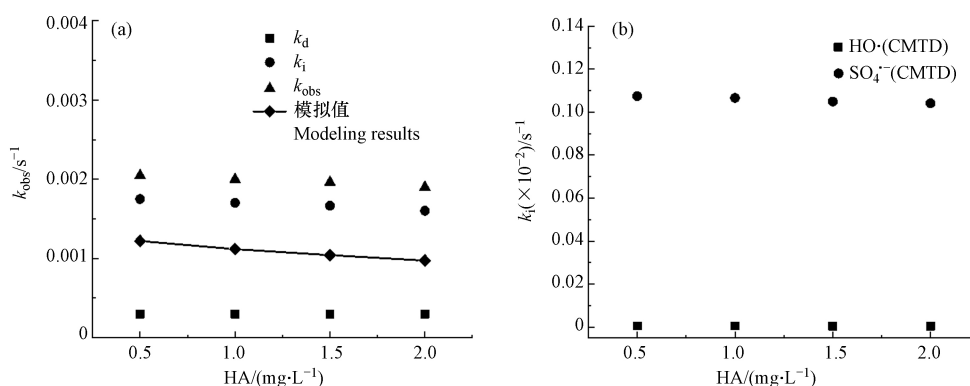 (a)
k_d
k_i
k_obs
模拟值
Modeling results
0.004
0.003
0.002
0.001
0
k_obs/s⁻¹
0.5 1.0 1.5 2.0
HA/(mg·L⁻¹)
(b)
HO·(CMTD)
SO₄•⁻(CMTD)
0.14
0.12
0.10
0.08
0.06
0.04
0.02
0
k_i(×10⁻²)/s⁻¹
0.5 1.0 1.5 2.0
HA/(mg·L⁻¹)